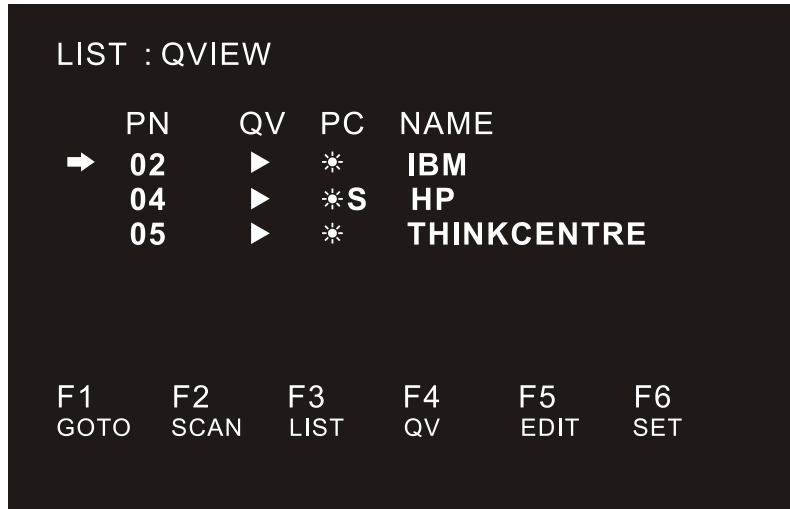 LIST : QVIEW
PN QV PC NAME
➡ 02 ▶ ☀ IBM
04 ▶ ☀S HP
05 ▶ ☀ THINKCENTRE
F1 F2 F3 F4 F5 F6
GOTO SCAN LIST QV EDIT SET